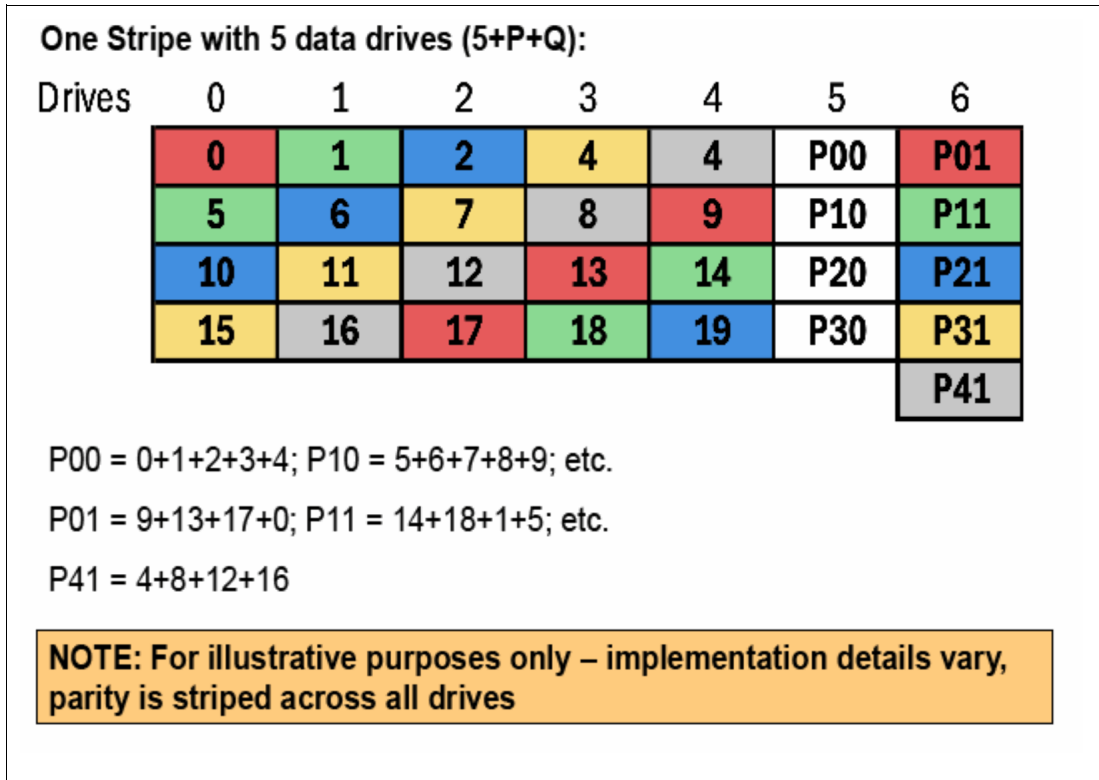 One Stripe with 5 data drives (5+P+Q):
Drives 0 1 2 3 4 5 6
0 1 2 4 4 P00 P01
5 6 7 8 9 P10 P11
10 11 12 13 14 P20 P21
15 16 17 18 19 P30 P31
P41
P00 = 0+1+2+3+4; P10 = 5+6+7+8+9; etc.
P01 = 9+13+17+0; P11 = 14+18+1+5; etc.
P41 = 4+8+12+16
NOTE: For illustrative purposes only – implementation details vary,
parity is striped across all drives